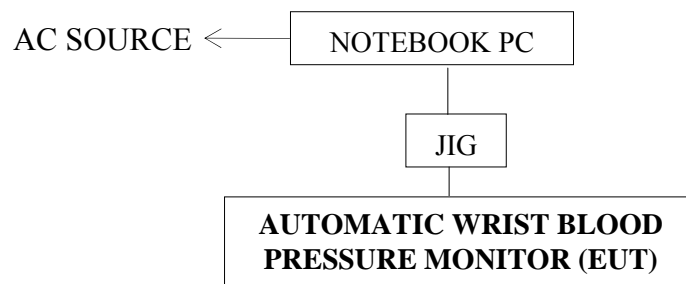 AC SOURCE
NOTEBOOK PC
JIG
AUTOMATIC WRIST BLOOD
PRESSURE MONITOR (EUT)